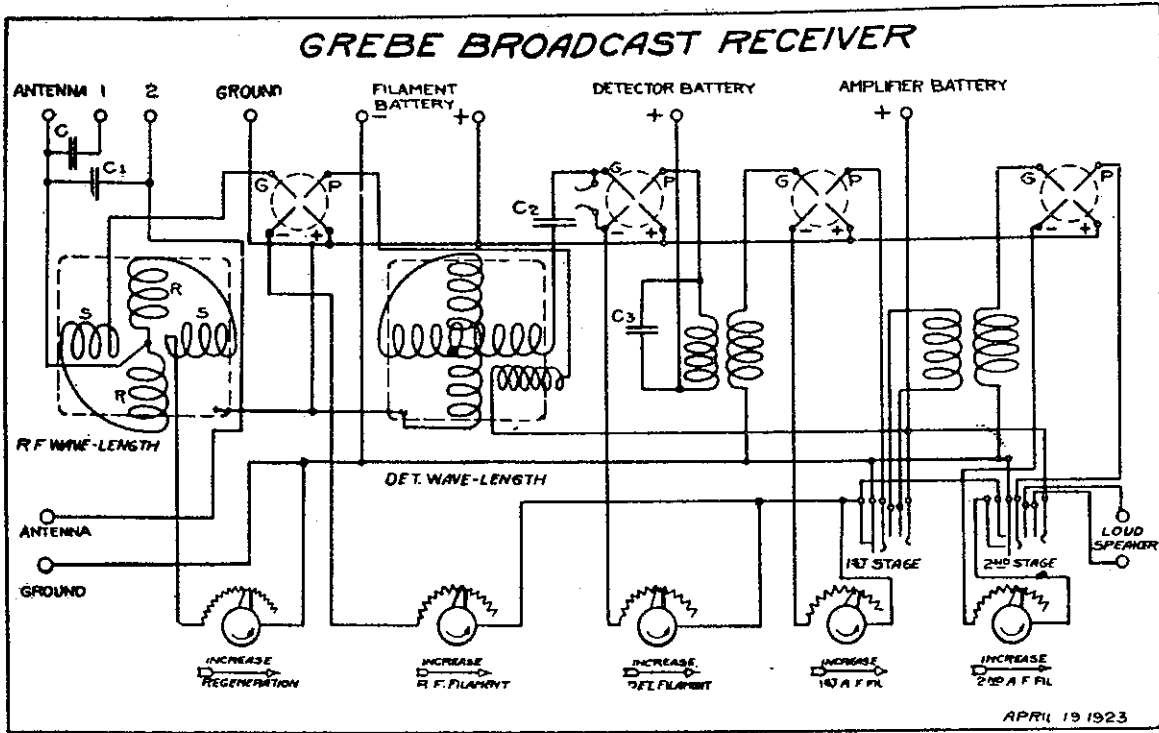 GREBE BROADCAST RECEIVER
ANTENNA 1 2 GROUND FILAMENT BATTERY - + DETECTOR BATTERY + AMPLIFIER BATTERY +
C
C1
G P
- +
C2
G P
- +
G P
- +
G P
- +
S R S
R
C3
RF WAVE-LENGTH
DET. WAVE-LENGTH
ANTENNA
GROUND
1ST STAGE
2ND STAGE
LOUD
SPEAKER
INCREASE
REGENERATION
INCREASE
R.F. FILAMENT
INCREASE
DET. FILAMENT
INCREASE
1ST A F FIL
INCREASE
2ND A F FIL
APRIL 19 1923